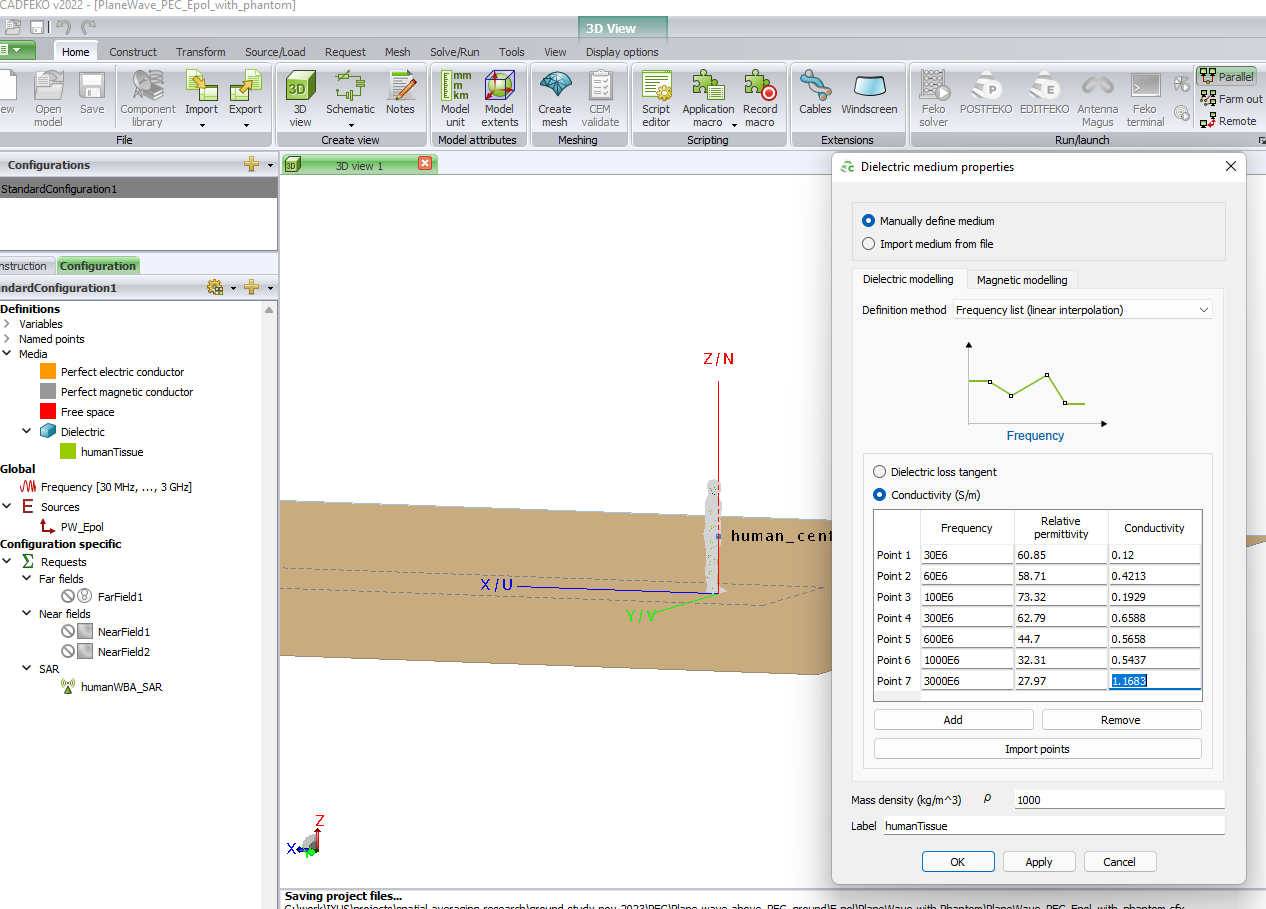 CADFEKO v2022 - [PlaneWave_PEC_Epol_with_phantom]
3D View
Home Construct Transform Source/Load Request Mesh Solve/Run Tools View Display options
ew Open model Save Component library Import Export
File
3D view Schematic Notes
Create view
mm m km Model unit Model extents
Model attributes
Create mesh CEM validate
Meshing
Script editor Application macro Record macro
Scripting
Cables Windscreen
Extensions
Feko solver POSTFEKO EDITFEKO Antenna Magus Feko terminal
Parallel
Farm out
Remote
Run/launch
Configurations
StandardConfiguration1
nstruction Configuration
ndardConfiguration1
Definitions
Variables
Named points
Media
Perfect electric conductor
Perfect magnetic conductor
Free space
Dielectric
humanTissue
Global
Frequency [30 MHz, ..., 3 GHz]
Sources
PW_Epol
Configuration specific
Requests
Far fields
FarField1
Near fields
NearField1
NearField2
SAR
humanWBA_SAR
3D view 1
Z/N
human_cent
X/U
Y/V
Z
X
Saving project files...
Dielectric medium properties
Manually define medium
Import medium from file
Dielectric modelling Magnetic modelling
Definition method Frequency list (linear interpolation)
Frequency
Dielectric loss tangent
Conductivity (S/m)
Frequency Relative permittivity Conductivity
Point 1 30E6 60.85 0.12
Point 2 60E6 58.71 0.4213
Point 3 100E6 73.32 0.1929
Point 4 300E6 62.79 0.6588
Point 5 600E6 44.7 0.5658
Point 6 1000E6 32.31 0.5437
Point 7 3000E6 27.97 1.1683
Add Remove
Import points
Mass density (kg/m^3) ρ 1000
Label humanTissue
OK Apply Cancel